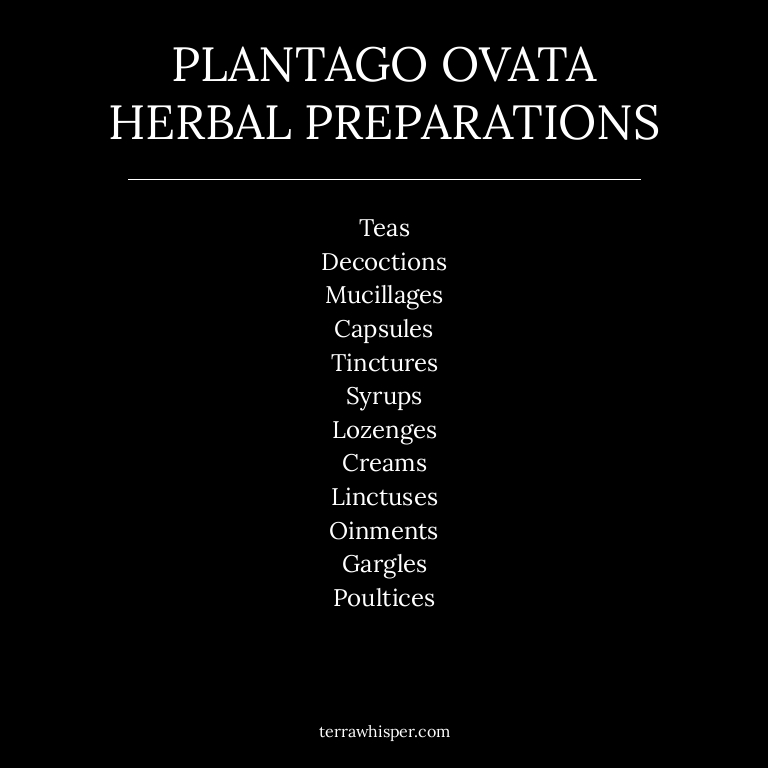 PLANTAGO OVATA
HERBAL PREPARATIONS
Teas
Decoctions
Mucillages
Capsules
Tinctures
Syrups
Lozenges
Creams
Linctuses
Oinments
Gargles
Poultices
terrawhisper.com